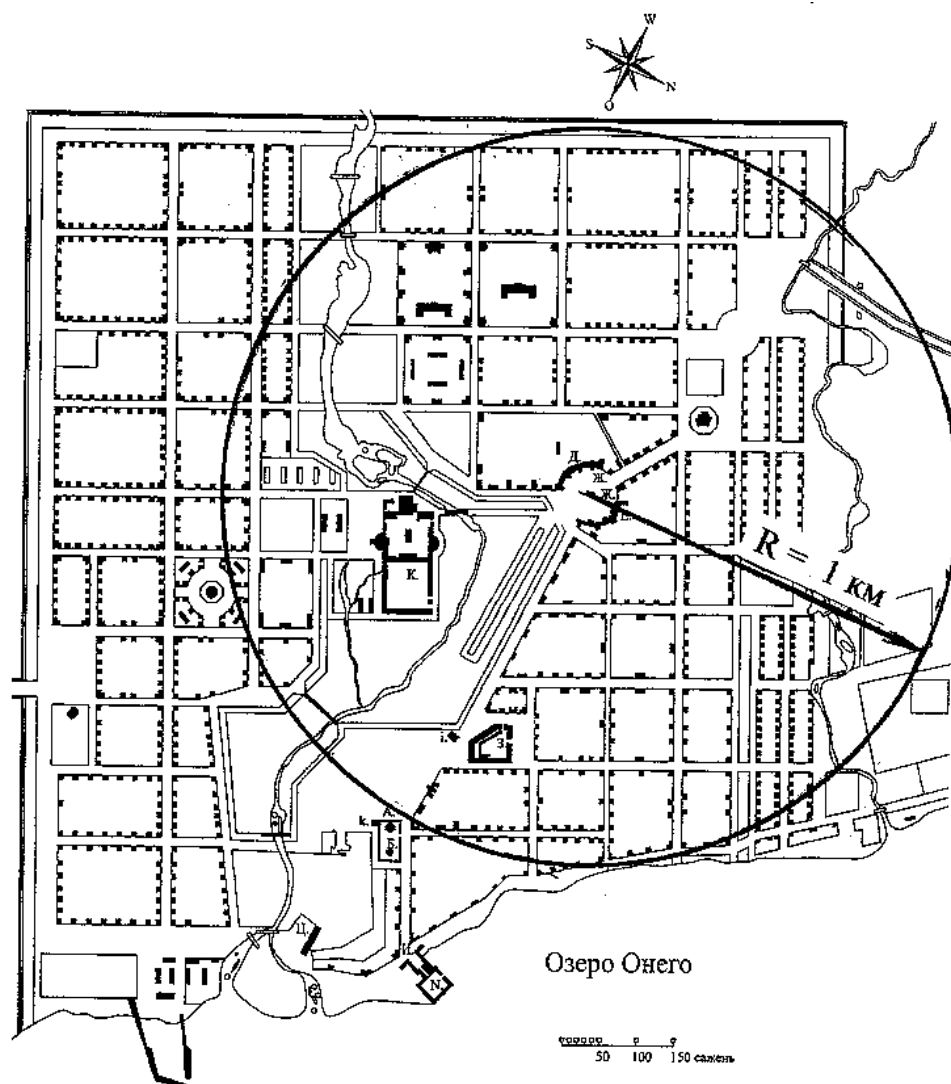 W
S
N
O
Д
Ж
Ж
К.
R = 1 км
З.
А.
k.
Б.
Ц.
И.
N
Озеро Онего
50 100 150 сажень